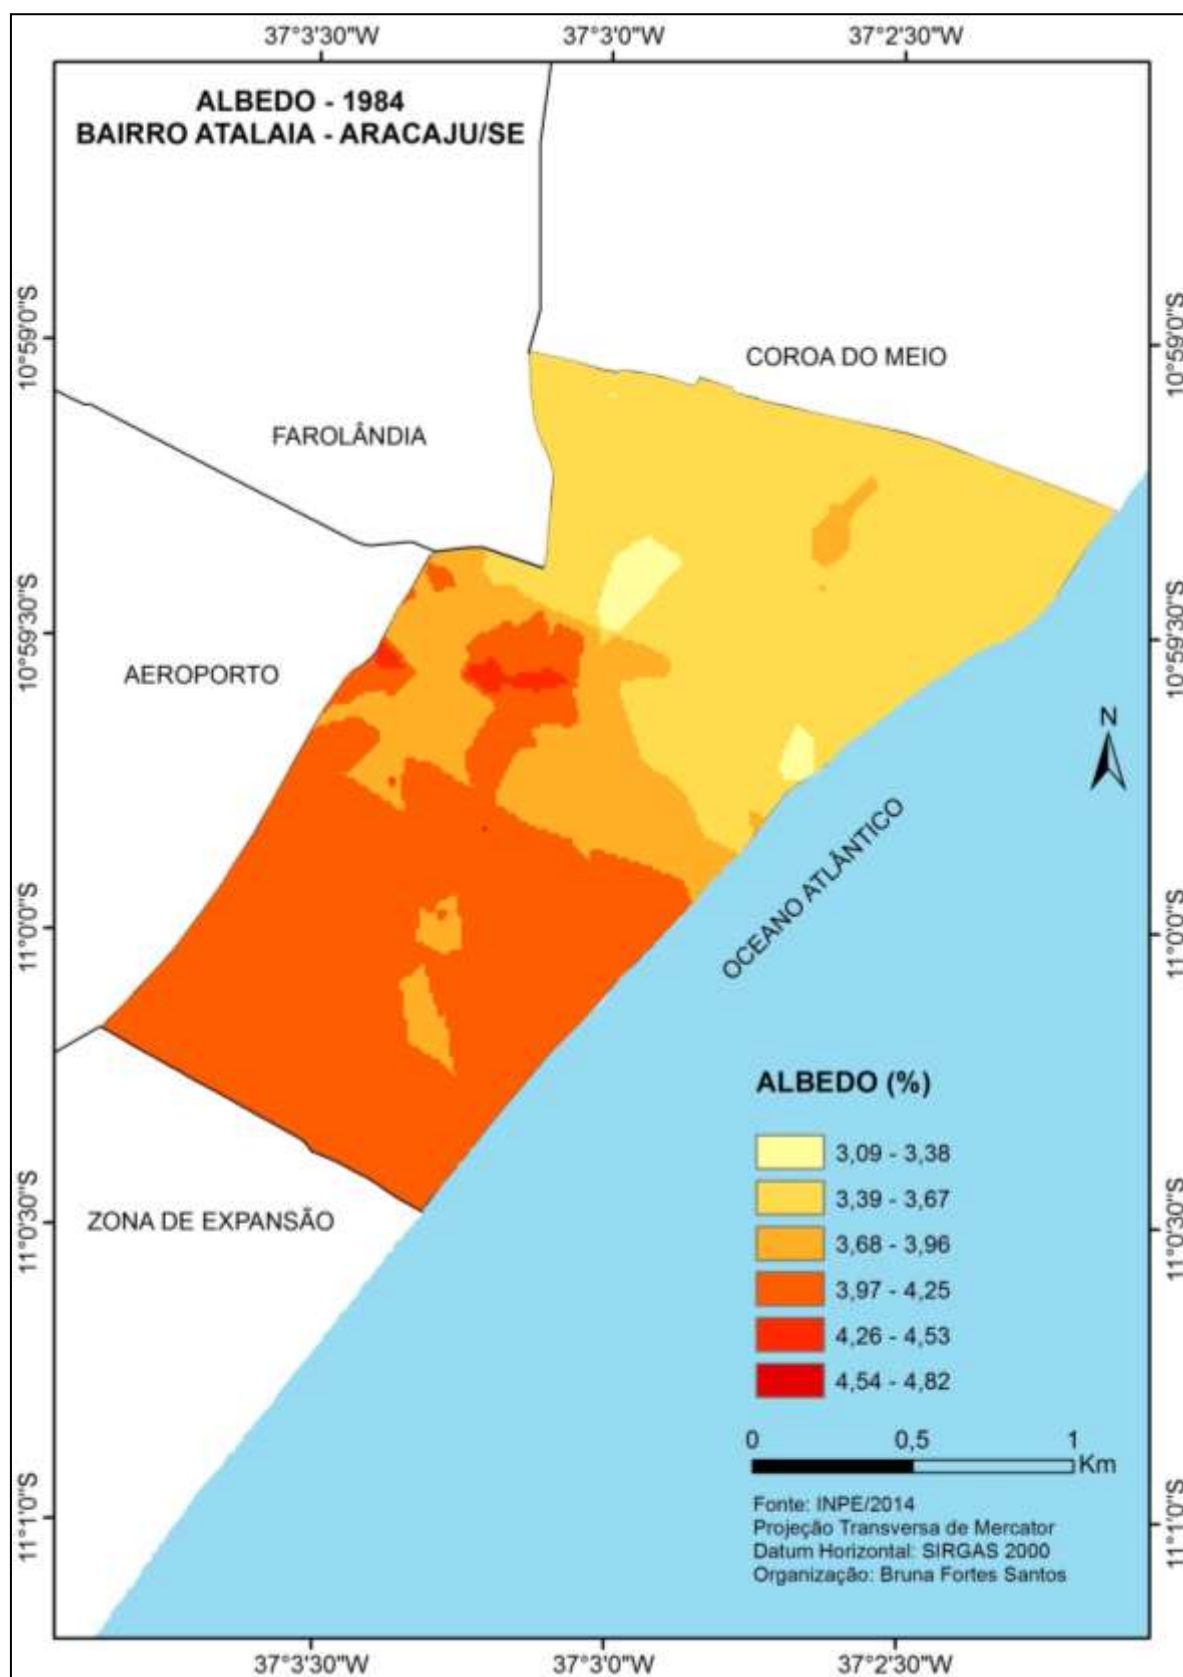 37°3'30"W 37°3'0"W 37°2'30"W
ALBEDO - 1984
BAIRRO ATALAIA - ARACAJU/SE
10°59'0"S
10°59'0"S
COROA DO MEIO
FAROLÂNDIA
10°59'30"S
10°59'30"S
AEROPORTO
N
OCEANO ATLÂNTICO
11°0'0"S
11°0'0"S
ALBEDO (%)
3,09 - 3,38
3,39 - 3,67
3,68 - 3,96
3,97 - 4,25
4,26 - 4,53
4,54 - 4,82
ZONA DE EXPANSÃO
11°0'30"S
11°0'30"S
0 0,5 1
Km
Fonte: INPE/2014
Projeção Transversa de Mercator
Datum Horizontal: SIRGAS 2000
Organização: Bruna Fortes Santos
11°1'0"S
11°1'0"S
37°3'30"W 37°3'0"W 37°2'30"W